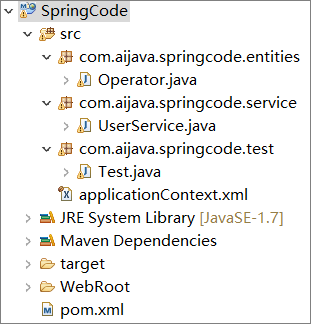 SpringCode
src
com.aijava.springcode.entities
Operator.java
com.aijava.springcode.service
UserService.java
com.aijava.springcode.test
Test.java
applicationContext.xml
JRE System Library [JavaSE-1.7]
Maven Dependencies
target
WebRoot
pom.xml